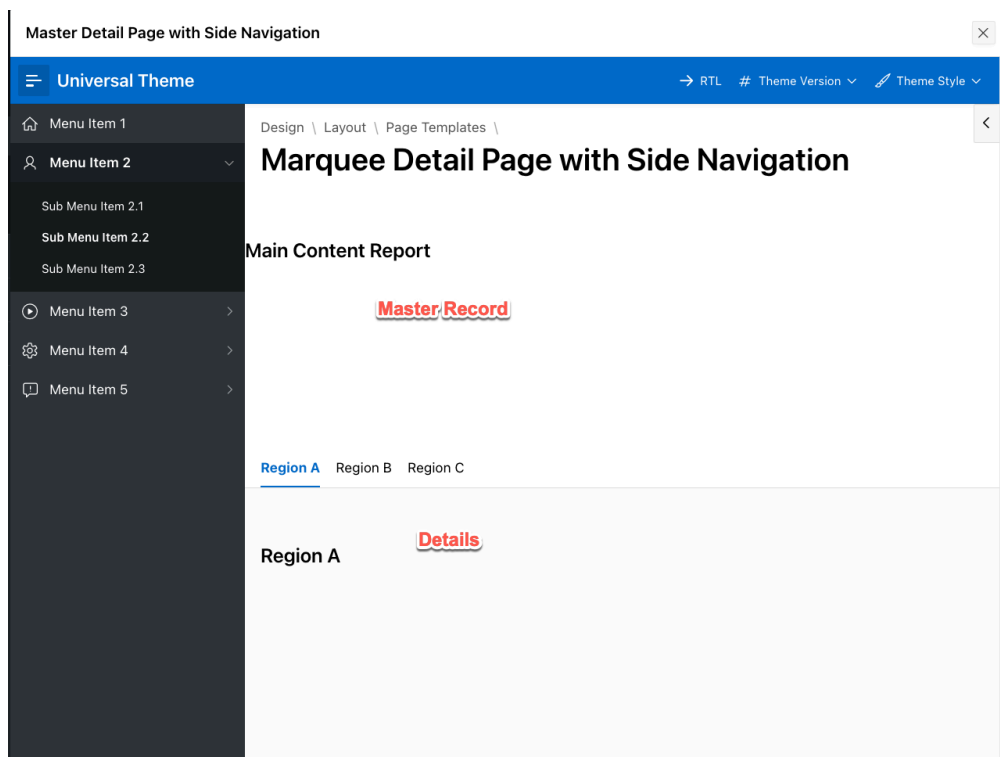 Master Detail Page with Side Navigation
Universal Theme
RTL
# Theme Version
Theme Style
Menu Item 1
Menu Item 2
Sub Menu Item 2.1
Sub Menu Item 2.2
Sub Menu Item 2.3
Menu Item 3
Menu Item 4
Menu Item 5
Design \ Layout \ Page Templates \
Marquee Detail Page with Side Navigation
Main Content Report
Master Record
Region A Region B Region C
Details
Region A